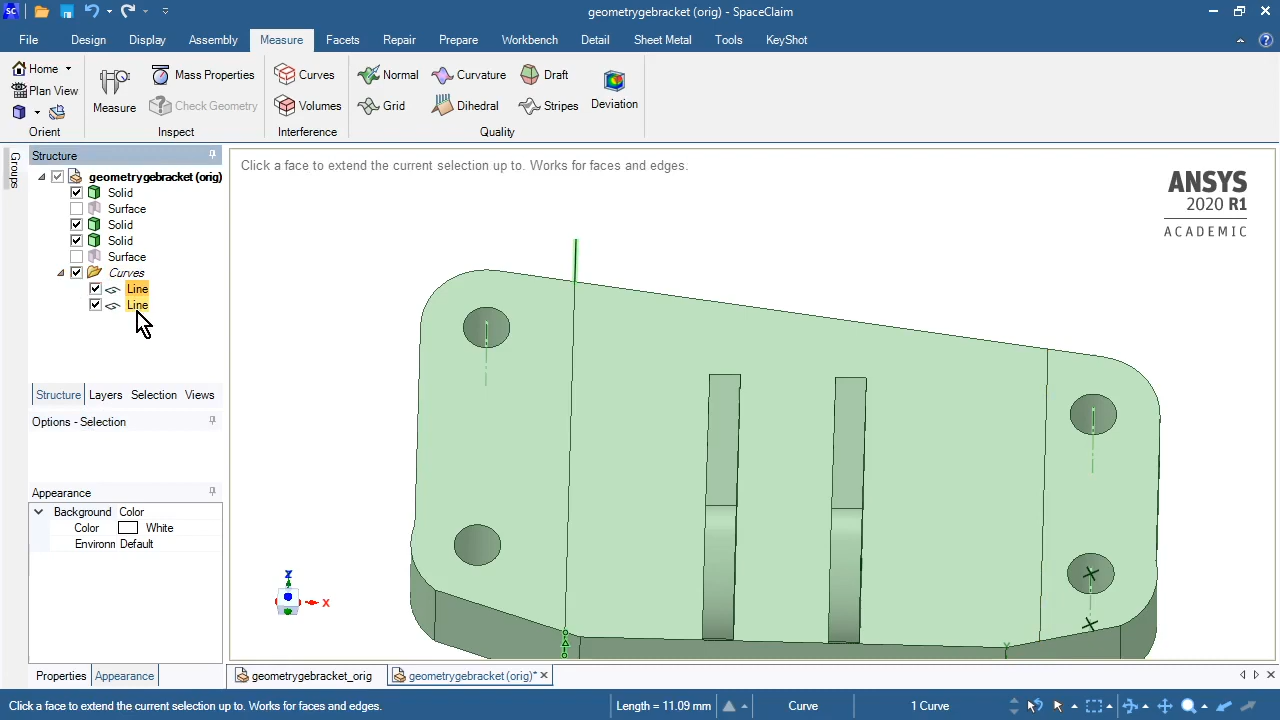 SC geometrygebracket (orig) - SpaceClaim
File Design Display Assembly Measure Facets Repair Prepare Workbench Detail Sheet Metal Tools KeyShot
Home Measure Mass Properties Curves Normal Curvature Draft Deviation
Plan View Check Geometry Volumes Grid Dihedral Stripes
Orient Inspect Interference Quality
Groups
Structure
geometrygebracket (orig)
Solid
Surface
Solid
Solid
Surface
Curves
Line
Line
Structure Layers Selection Views
Options - Selection
Appearance
Background Color
Color White
Environn Default
Properties Appearance
Click a face to extend the current selection up to. Works for faces and edges.
ANSYS
2020 R1
ACADEMIC
Z
X
Y
geometrygebracket_orig geometrygebracket (orig)*
Click a face to extend the current selection up to. Works for faces and edges. Length = 11.09 mm Curve 1 Curve